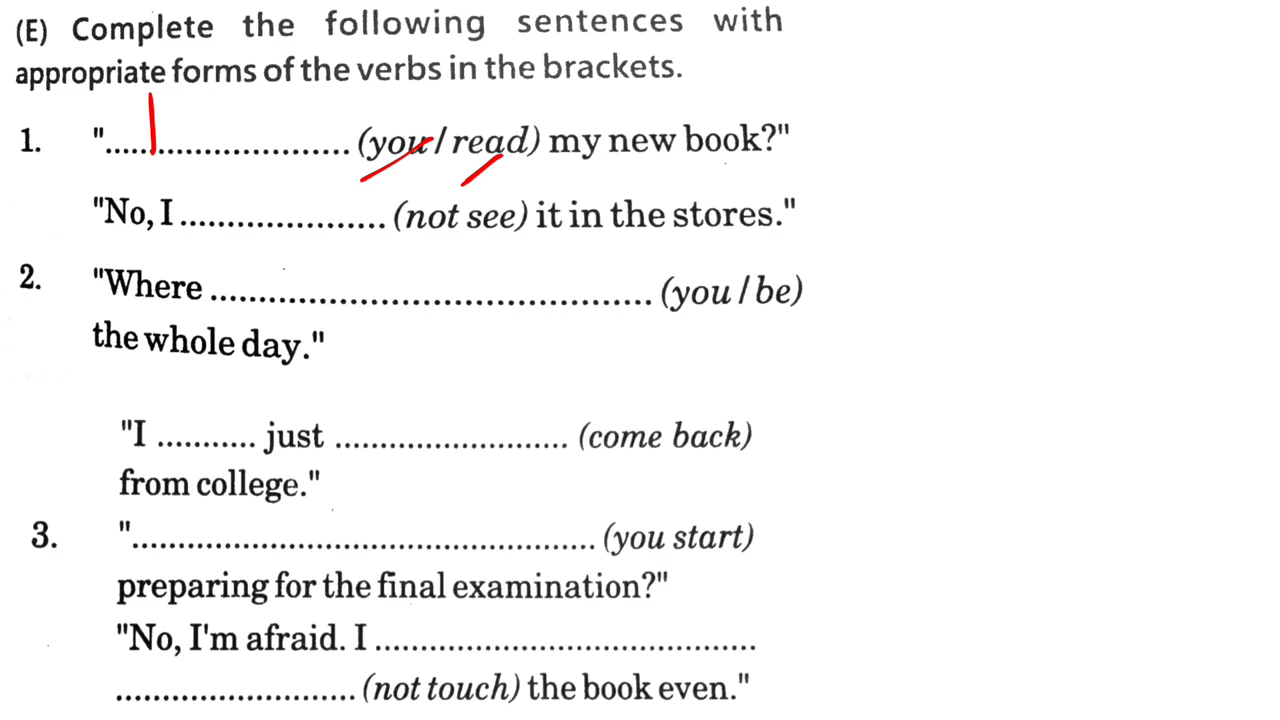 (E) Complete the following sentences with
appropriate forms of the verbs in the brackets.
1. "........................... (you / read) my new book?"
"No, I ...................... (not see) it in the stores."
2. "Where ............................................... (you / be)
the whole day."
"I ........... just ......................... (come back)
from college."
3. ".................................................. (you start)
preparing for the final examination?"
"No, I'm afraid. I .........................................
.......................... (not touch) the book even."